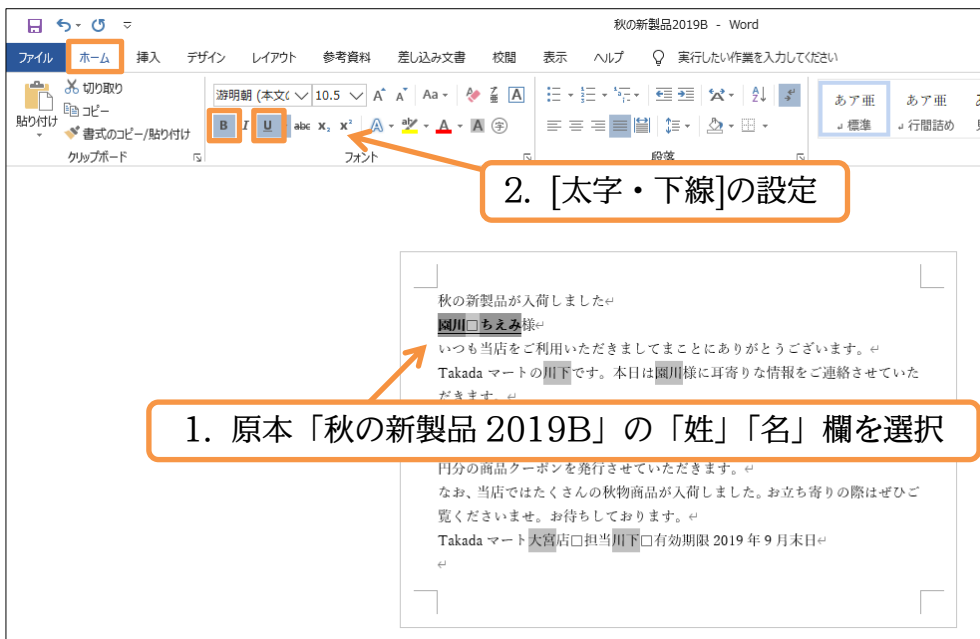 秋の新製品2019B - Word
ファイル ホーム 挿入 デザイン レイアウト 参考資料 差し込み文書 校閲 表示 ヘルプ 実行したい作業を入力してください
貼り付け
切り取り
コピー
書式のコピー/貼り付け
クリップボード
游明朝 (本文 10.5 A A Aa A
B I U abc x₂ x² A aby A A 字
フォント
段落
あア亜 あア亜
標準 行間詰め
2. [太字・下線]の設定
秋の新製品が入荷しました↵
園川□ちえみ様↵
いつも当店をご利用いただきましてまことにありがとうございます。↵
Takada マートの川下です。本日は園川様に耳寄りな情報をご連絡させていた
だきます。↵
1. 原本「秋の新製品 2019B」の「姓」「名」欄を選択
円分の商品クーポンを発行させていただきます。↵
なお、当店ではたくさんの秋物商品が入荷しました。お立ち寄りの際はぜひご
覧くださいませ。お待ちしております。↵
Takada マート大宮店□担当川下□有効期限 2019 年 9 月末日↵
↵